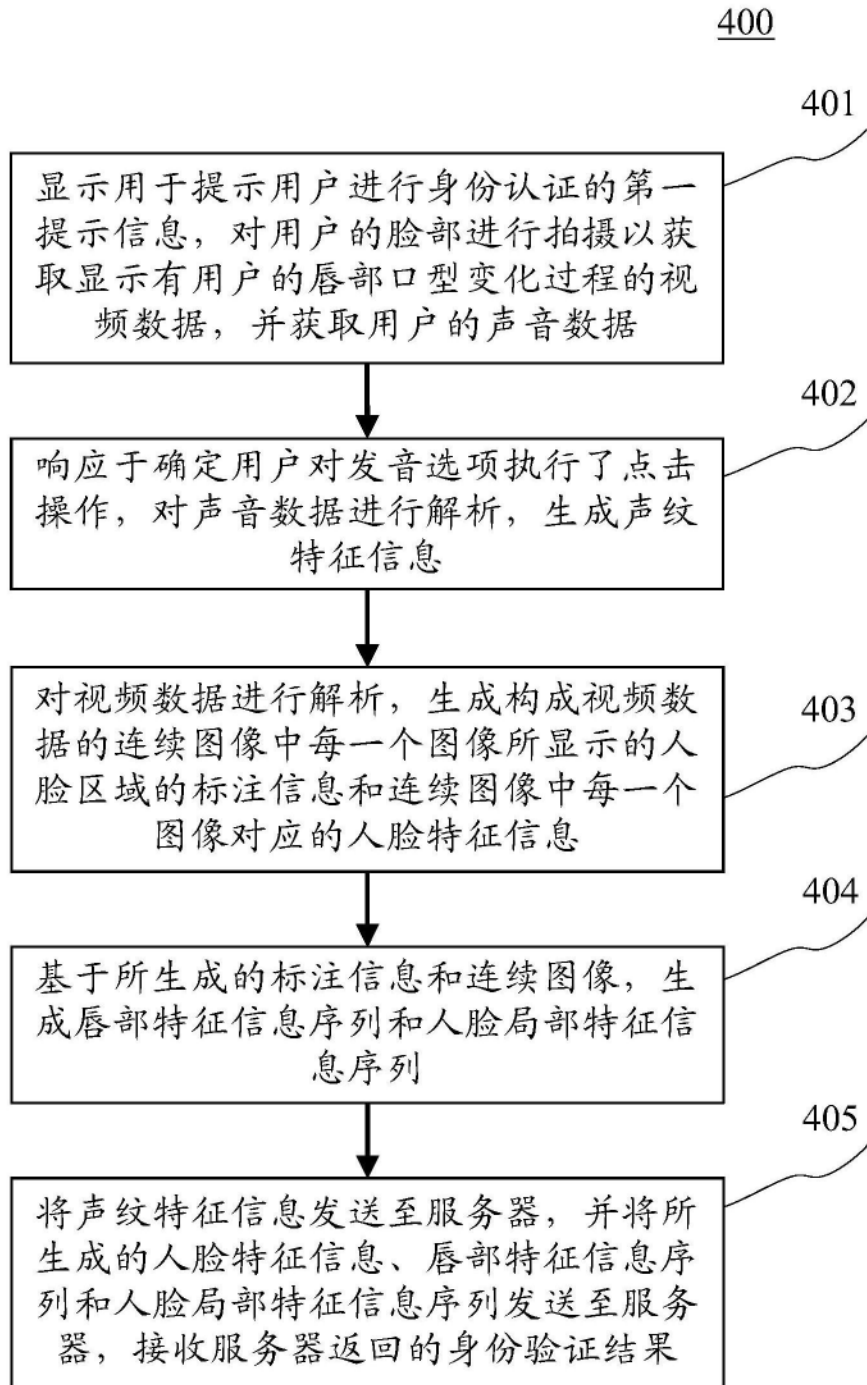 400
401
显示用于提示用户进行身份认证的第一
提示信息，对用户的脸部进行拍摄以获
取显示有用户的唇部口型变化过程的视
频数据，并获取用户的声音数据
402
响应于确定用户对发音选项执行了点击
操作，对声音数据进行解析，生成声纹
特征信息
403
对视频数据进行解析，生成构成视频数
据的连续图像中每一个图像所显示的人
脸区域的标注信息和连续图像中每一个
图像对应的人脸特征信息
404
基于所生成的标注信息和连续图像，生
成唇部特征信息序列和人脸局部特征信
息序列
405
将声纹特征信息发送至服务器，并将所
生成的人脸特征信息、唇部特征信息序
列和人脸局部特征信息序列发送至服务
器，接收服务器返回的身份验证结果